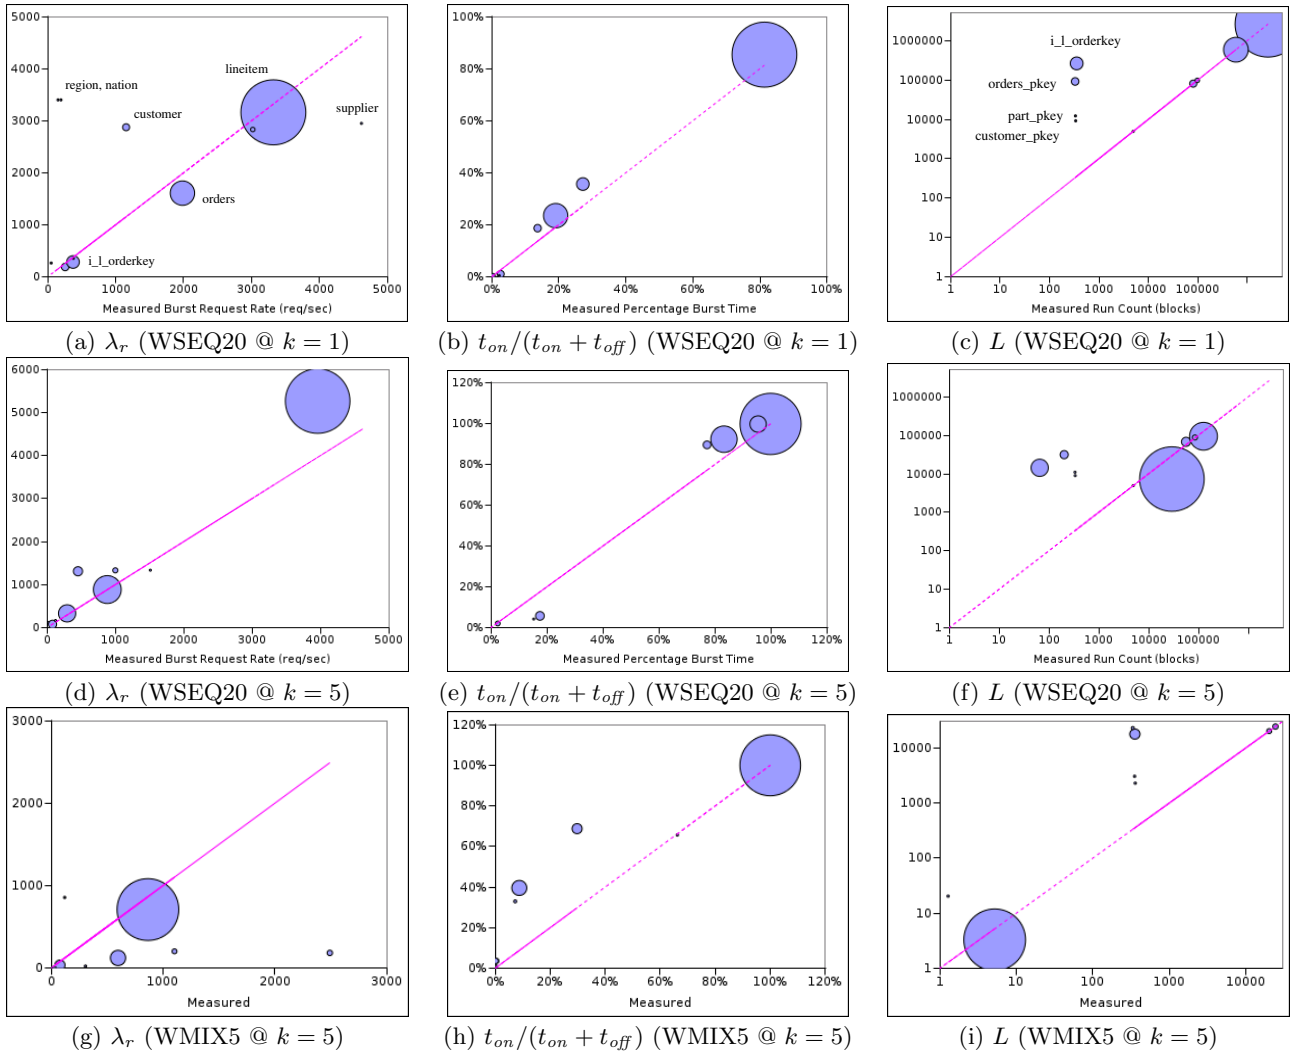 5000
4000
3000
2000
1000
0
region, nation
customer
lineitem
supplier
orders
i_l_orderkey
0 1000 2000 3000 4000 5000
Measured Burst Request Rate (req/sec)
(a) λr (WSEQ20 @ k = 1)
100%
80%
60%
40%
20%
0%
0% 20% 40% 60% 80% 100%
Measured Percentage Burst Time
(b) ton/(ton + toff) (WSEQ20 @ k = 1)
1000000
100000
10000
1000
100
10
1
i_l_orderkey
orders_pkey
part_pkey
customer_pkey
1 10 100 1000 10000 100000
Measured Run Count (blocks)
(c) L (WSEQ20 @ k = 1)
6000
5000
4000
3000
2000
1000
0
0 1000 2000 3000 4000 5000
Measured Burst Request Rate (req/sec)
(d) λr (WSEQ20 @ k = 5)
120%
100%
80%
60%
40%
20%
0%
0% 20% 40% 60% 80% 100% 120%
Measured Percentage Burst Time
(e) ton/(ton + toff) (WSEQ20 @ k = 5)
1000000
100000
10000
1000
100
10
1
1 10 100 1000 10000 100000
Measured Run Count (blocks)
(f) L (WSEQ20 @ k = 5)
3000
2000
1000
0
0 1000 2000 3000
Measured
(g) λr (WMIX5 @ k = 5)
120%
100%
80%
60%
40%
20%
0%
0% 20% 40% 60% 80% 100% 120%
Measured
(h) ton/(ton + toff) (WMIX5 @ k = 5)
10000
1000
100
10
1
1 10 100 1000 10000
Measured
(i) L (WMIX5 @ k = 5)